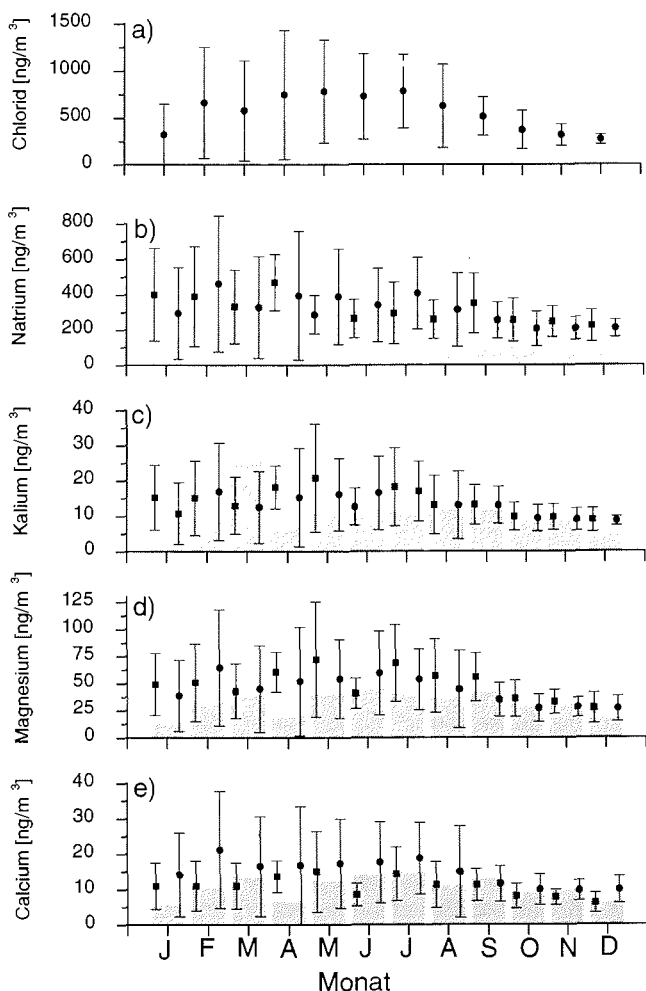 a)
Chlorid [ng/m³]
1500
1000
500
0
b)
Natrium [ng/m³]
800
600
400
200
0
c)
Kalium [ng/m³]
40
30
20
10
0
d)
Magnesium [ng/m³]
125
100
75
50
25
0
e)
Calcium [ng/m³]
40
30
20
10
0
J F M A M J J A S O N D
Monat